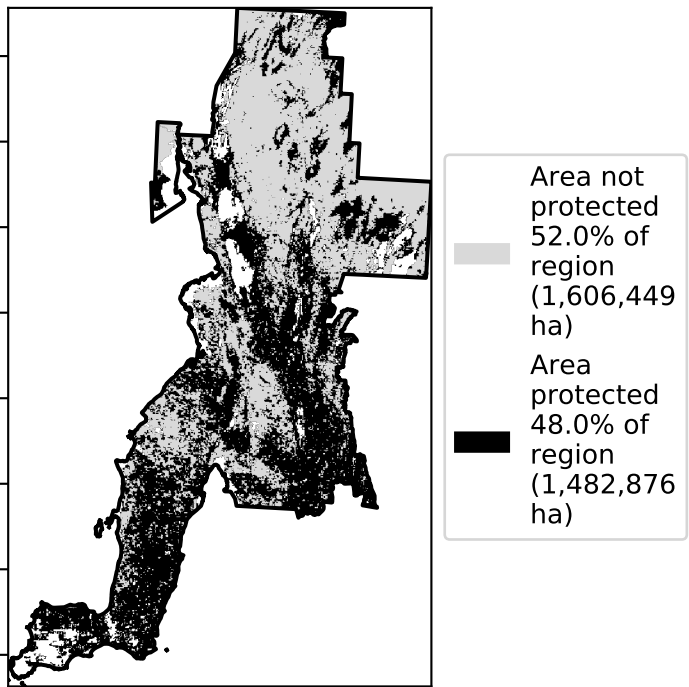 Area not
protected
52.0% of
region
(1,606,449
ha)
Area
protected
48.0% of
region
(1,482,876
ha)